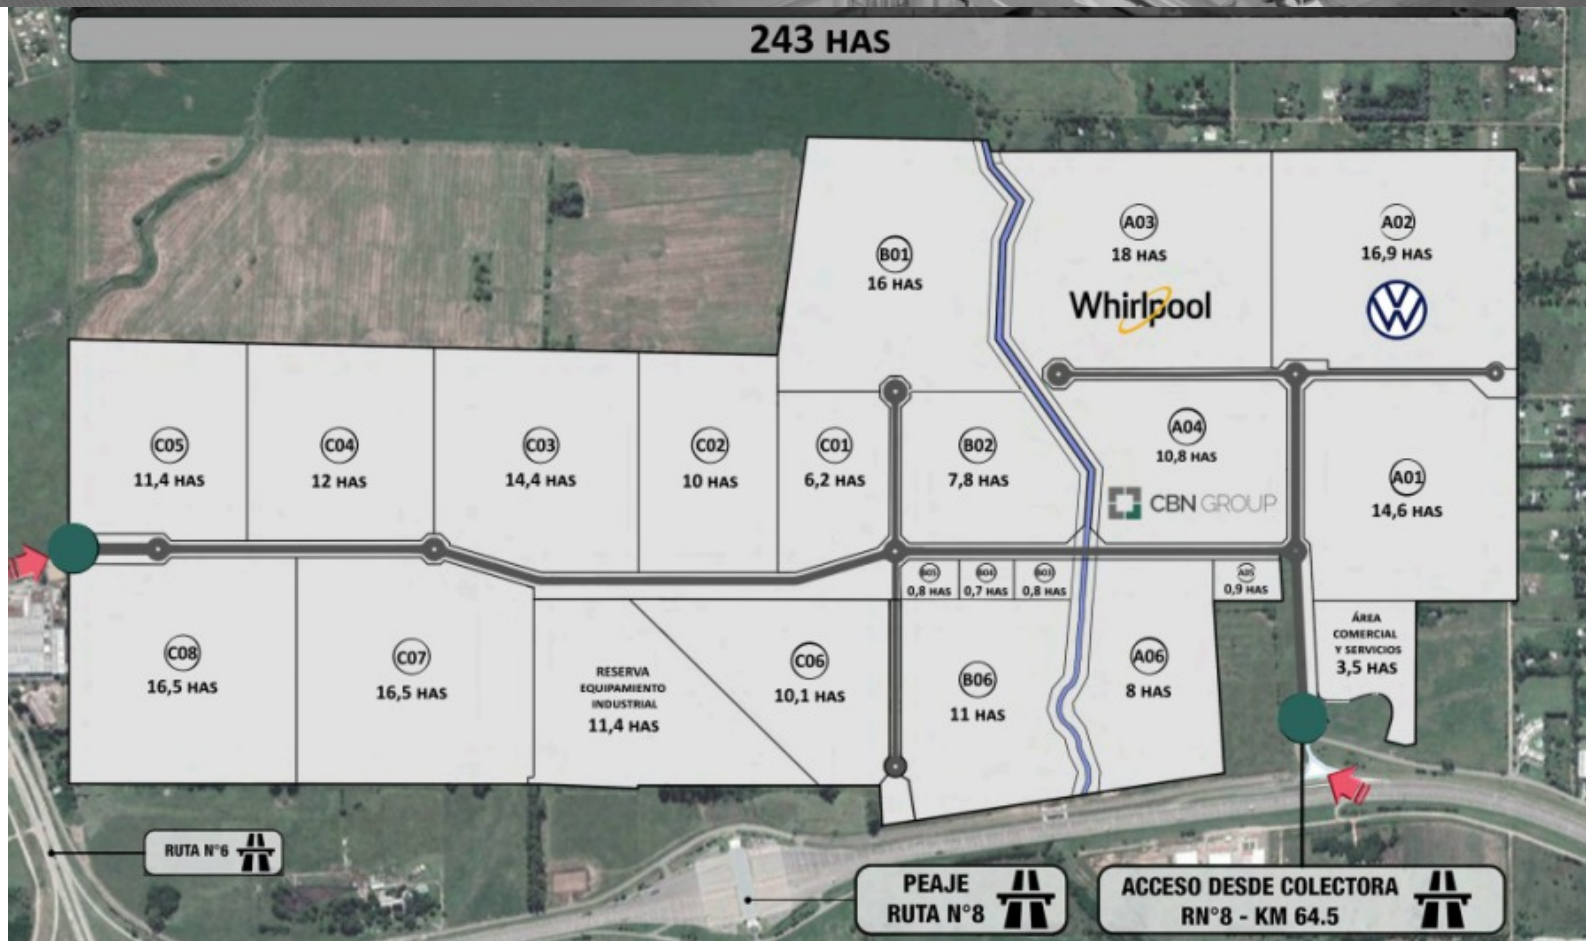 243 HAS
B01
16 HAS
A03
18 HAS
Whirlpool
A02
16,9 HAS
VW
C05
11,4 HAS
C04
12 HAS
C03
14,4 HAS
C02
10 HAS
C01
6,2 HAS
B02
7,8 HAS
A04
10,8 HAS
CBN GROUP
A01
14,6 HAS
B05
0,8 HAS
B04
0,7 HAS
B03
0,8 HAS
A05
0,9 HAS
C08
16,5 HAS
C07
16,5 HAS
RESERVA
EQUIPAMIENTO
INDUSTRIAL
11,4 HAS
C06
10,1 HAS
B06
11 HAS
A06
8 HAS
ÁREA
COMERCIAL
Y SERVICIOS
3,5 HAS
RUTA N°6
PEAJE
RUTA N°8
ACCESO DESDE COLECTORA
RN°8 - KM 64.5